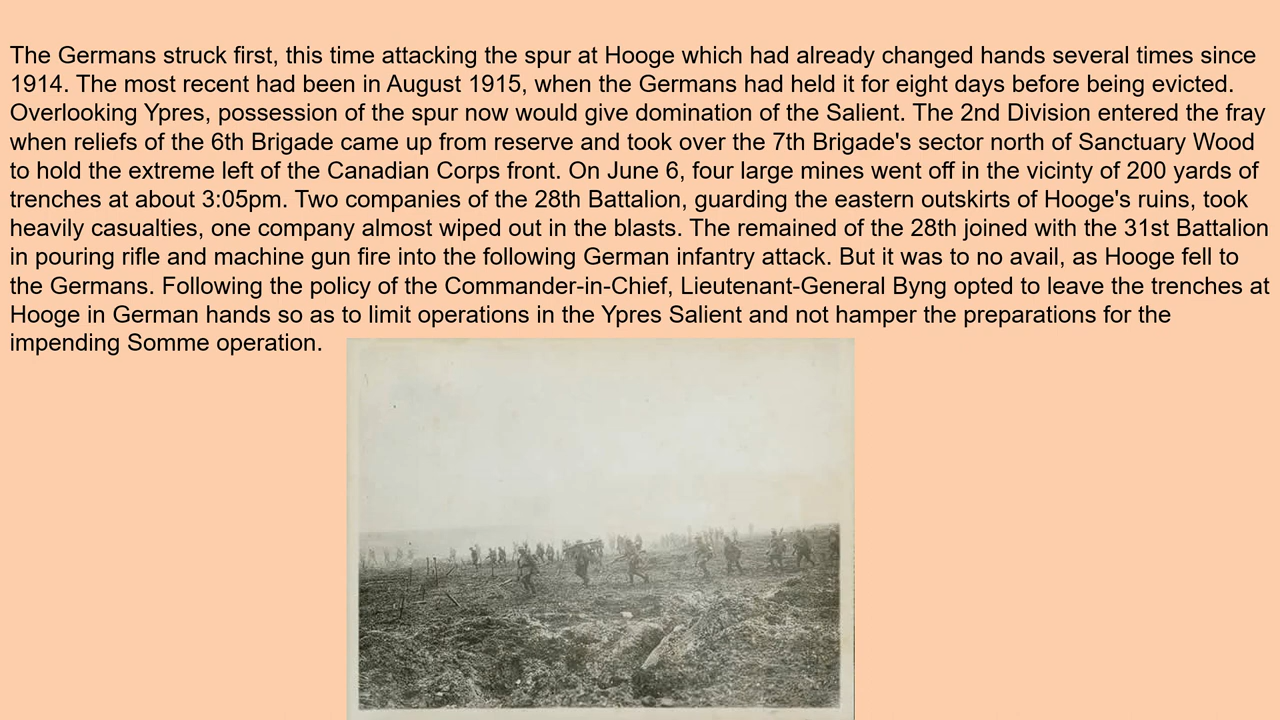 The Germans struck first, this time attacking the spur at Hooge which had already changed hands several times since
1914. The most recent had been in August 1915, when the Germans had held it for eight days before being evicted.
Overlooking Ypres, possession of the spur now would give domination of the Salient. The 2nd Division entered the fray
when reliefs of the 6th Brigade came up from reserve and took over the 7th Brigade's sector north of Sanctuary Wood
to hold the extreme left of the Canadian Corps front. On June 6, four large mines went off in the vicinty of 200 yards of
trenches at about 3:05pm. Two companies of the 28th Battalion, guarding the eastern outskirts of Hooge's ruins, took
heavily casualties, one company almost wiped out in the blasts. The remained of the 28th joined with the 31st Battalion
in pouring rifle and machine gun fire into the following German infantry attack. But it was to no avail, as Hooge fell to
the Germans. Following the policy of the Commander-in-Chief, Lieutenant-General Byng opted to leave the trenches at
Hooge in German hands so as to limit operations in the Ypres Salient and not hamper the preparations for the
impending Somme operation.